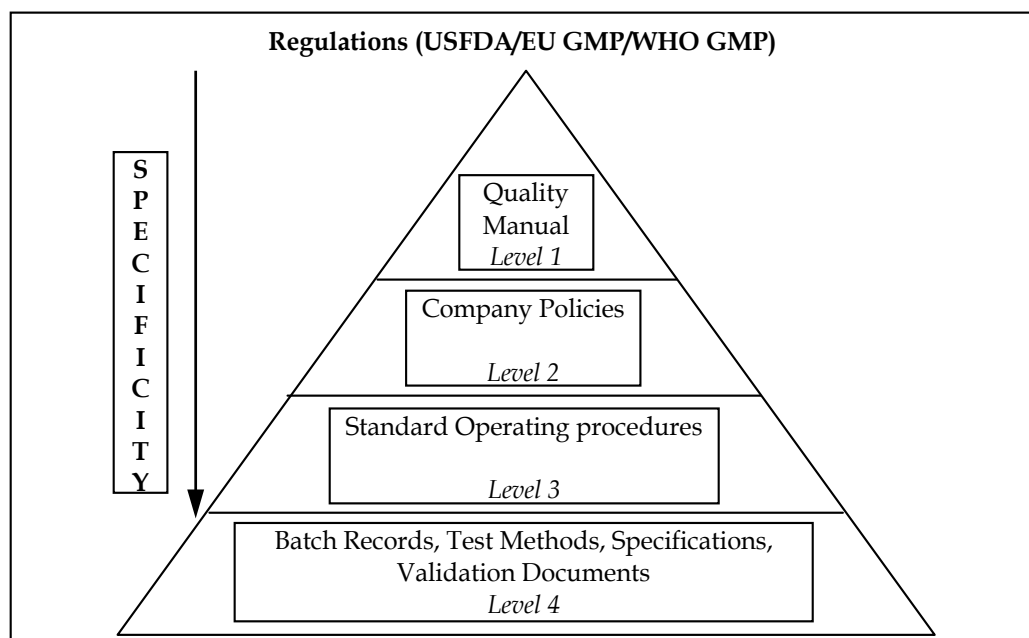 Regulations (USFDA/EU GMP/WHO GMP)
SPECIFICITY
Quality
Manual
Level 1
Company Policies
Level 2
Standard Operating procedures
Level 3
Batch Records, Test Methods, Specifications,
Validation Documents
Level 4